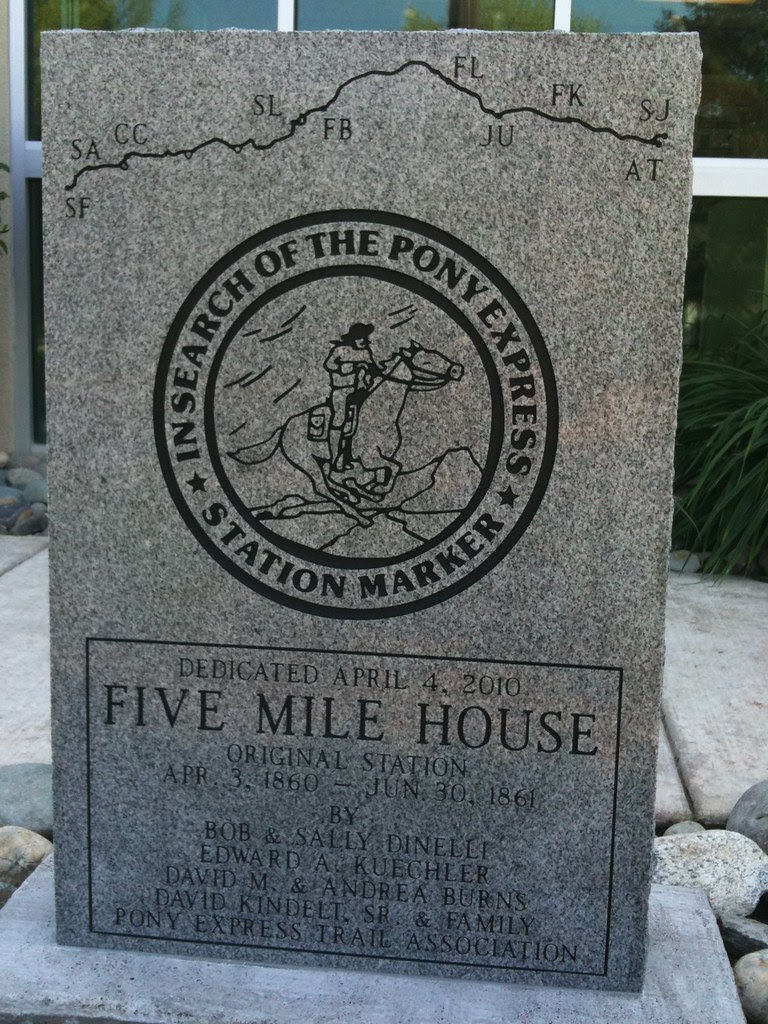 FL
SL FK SJ
SA CC FB JU
SF AT
IN SEARCH OF THE PONY EXPRESS
★ STATION MARKER ★
DEDICATED APRIL 4, 2010
FIVE MILE HOUSE
ORIGINAL STATION
APR. 3, 1860 — JUN. 30, 1861
BY
BOB & SALLY DINELLI
EDWARD A. KUECHLER
DAVID M. & ANDREA BURNS
DAVID KINDELT, SR. & FAMILY
PONY EXPRESS TRAIL ASSOCIATION